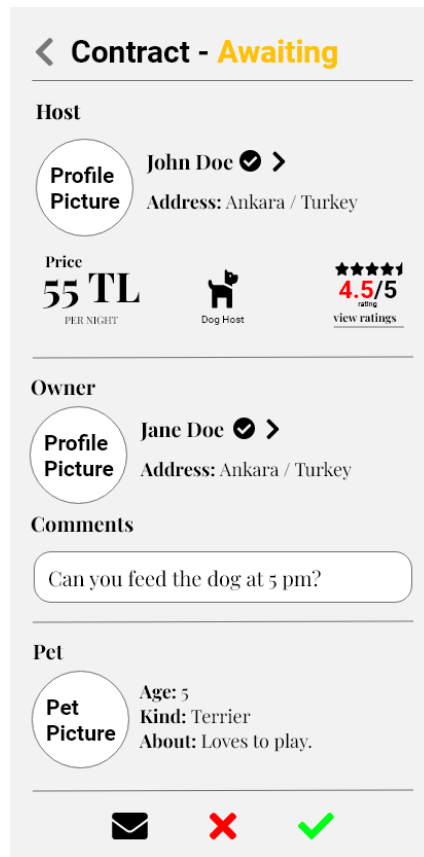 Contract - Awaiting
Host
Profile
Picture
John Doe
Address: Ankara / Turkey
Price
55 TL
PER NIGHT
Dog Host
4.5/5
rating
view ratings
Owner
Profile
Picture
Jane Doe
Address: Ankara / Turkey
Comments
Can you feed the dog at 5 pm?
Pet
Pet
Picture
Age: 5
Kind: Terrier
About: Loves to play.